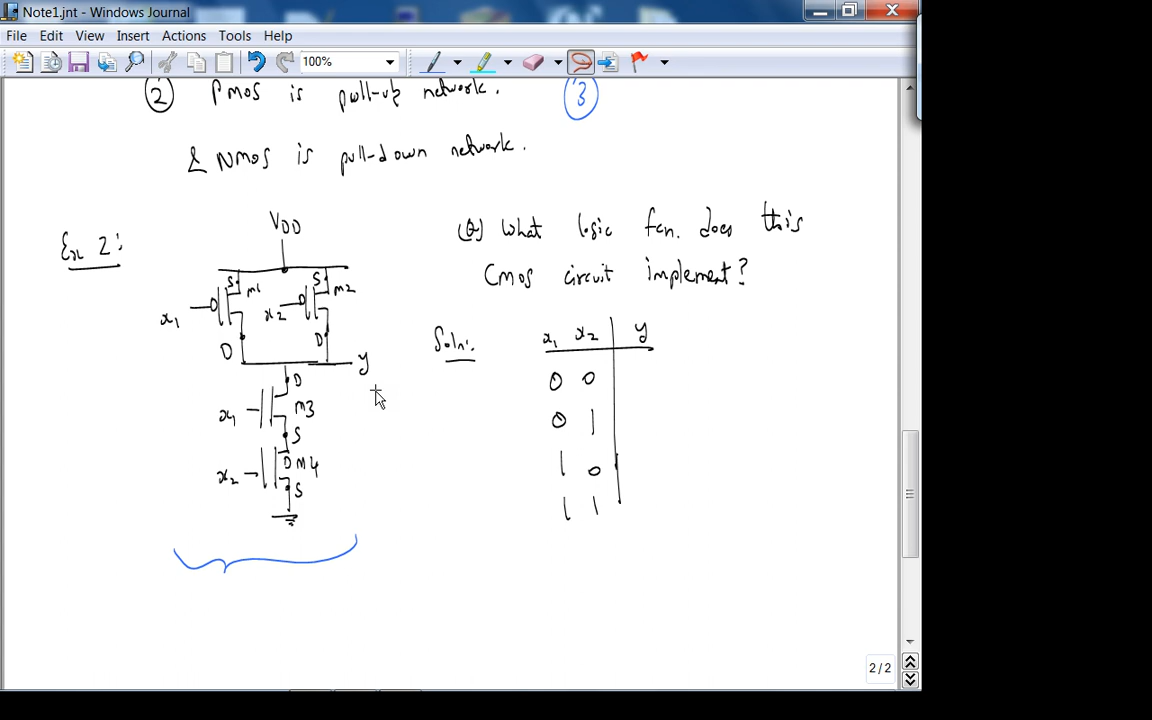 Note1.jnt - Windows Journal
File Edit View Insert Actions Tools Help
100%
2 PMOS is pull-up network. 3
& NMOS is pull-down network.
Ex 2:
VDD
(Q) What logic fcn. does this
CMOS circuit implement?
S M1 S M2
x1 x2
D D y
Soln:
x1 x2 y
0 0
0 1
1 0
1 1
D
x1 M3
S
D M4
x2 S
2 / 2